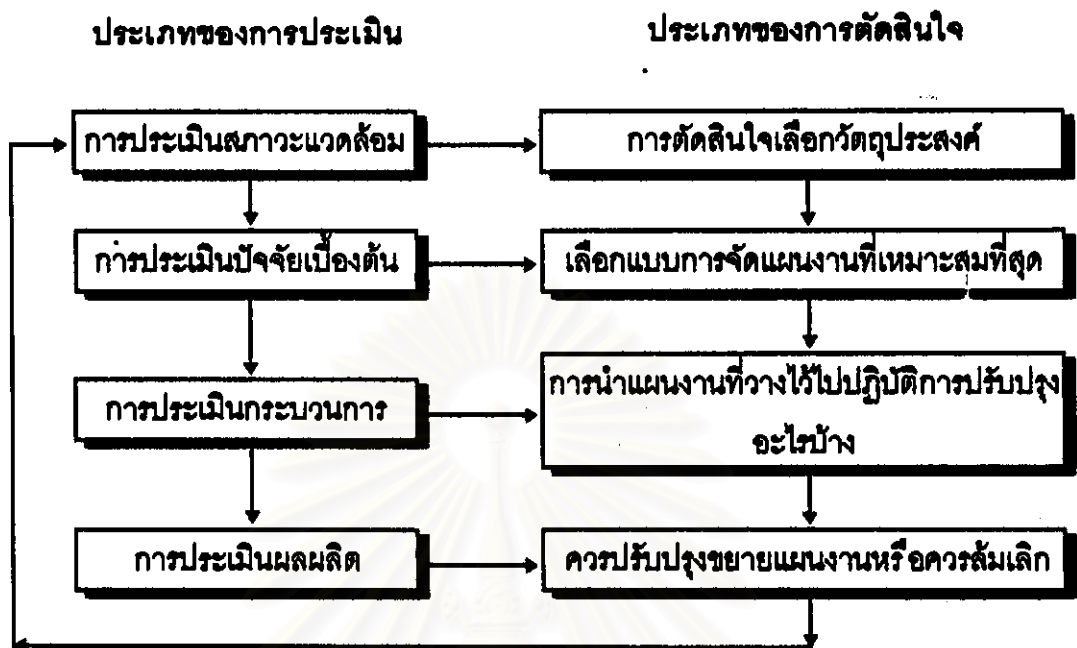 ประเภทของการประเมิน
ประเภทของการตัดสินใจ
การประเมินสภาวะแวดล้อม
การตัดสินใจเลือกวัตถุประสงค์
การประเมินปัจจัยเบื้องต้น
เลือกแบบการจัดแผนงานที่เหมาะสมที่สุด
การประเมินกระบวนการ
การนำแผนงานที่วางไว้ไปปฏิบัติการปรับปรุง
อะไรบ้าง
การประเมินผลผลิต
ควรปรับปรุงขยายแผนงานหรือควรล้มเลิก